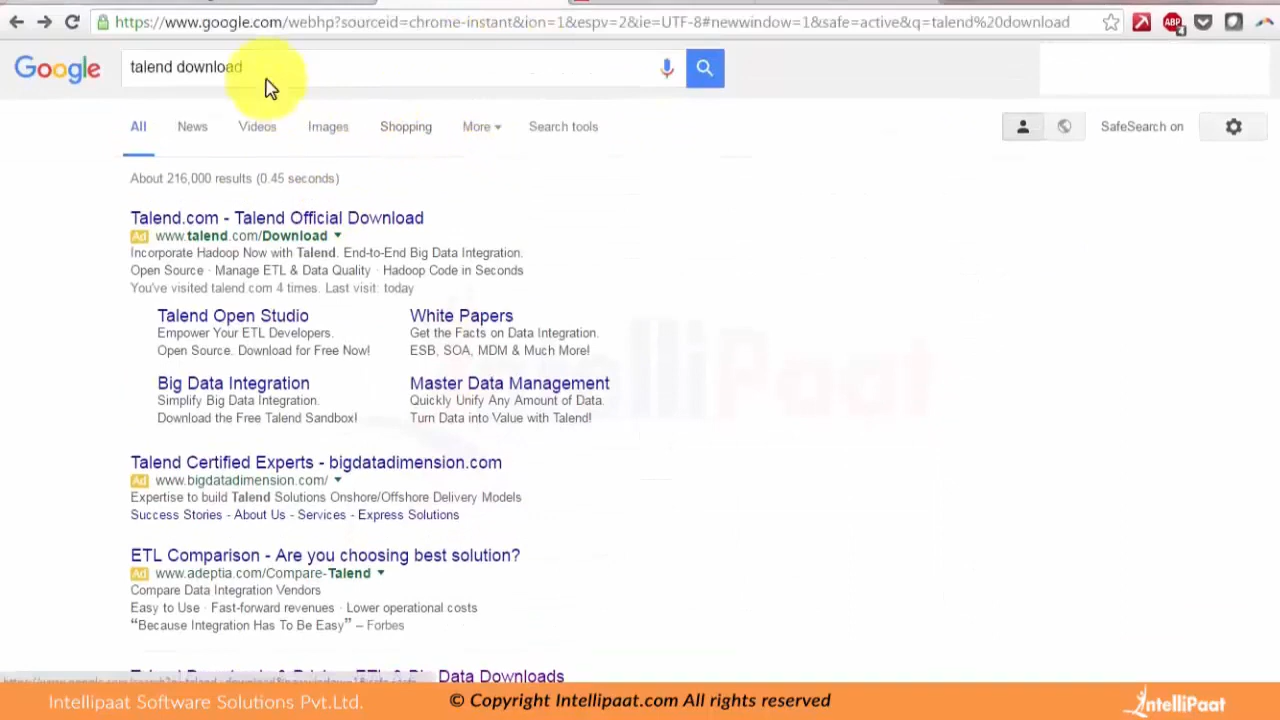 https://www.google.com/webhp?sourceid=chrome-instant&ion=1&espv=2&ie=UTF-8#newwindow=1&safe=active&q=talend%20download
ABP
4
Google
talend download
All News Videos Images Shopping More Search tools
SafeSearch on
About 216,000 results (0.45 seconds)
Talend.com - Talend Official Download
Ad www.talend.com/Download
Incorporate Hadoop Now with Talend. End-to-End Big Data Integration.
Open Source · Manage ETL & Data Quality · Hadoop Code in Seconds
You've visited talend.com 4 times. Last visit: today
Talend Open Studio
Empower Your ETL Developers.
Open Source. Download for Free Now!
White Papers
Get the Facts on Data Integration.
ESB, SOA, MDM & Much More!
Big Data Integration
Simplify Big Data Integration.
Download the Free Talend Sandbox!
Master Data Management
Quickly Unify Any Amount of Data.
Turn Data into Value with Talend!
IntelliPaat
Talend Certified Experts - bigdatadimension.com
Ad www.bigdatadimension.com/
Expertise to build Talend Solutions Onshore/Offshore Delivery Models
Success Stories - About Us - Services - Express Solutions
ETL Comparison - Are you choosing best solution?
Ad www.adeptia.com/Compare-Talend
Compare Data Integration Vendors
Easy to Use · Fast-forward revenues · Lower operational costs
“Because Integration Has To Be Easy” – Forbes
Data Downloads
Intellipaat Software Solutions Pvt.Ltd.
© Copyright Intellipaat.com All rights reserved
IntelliPaat